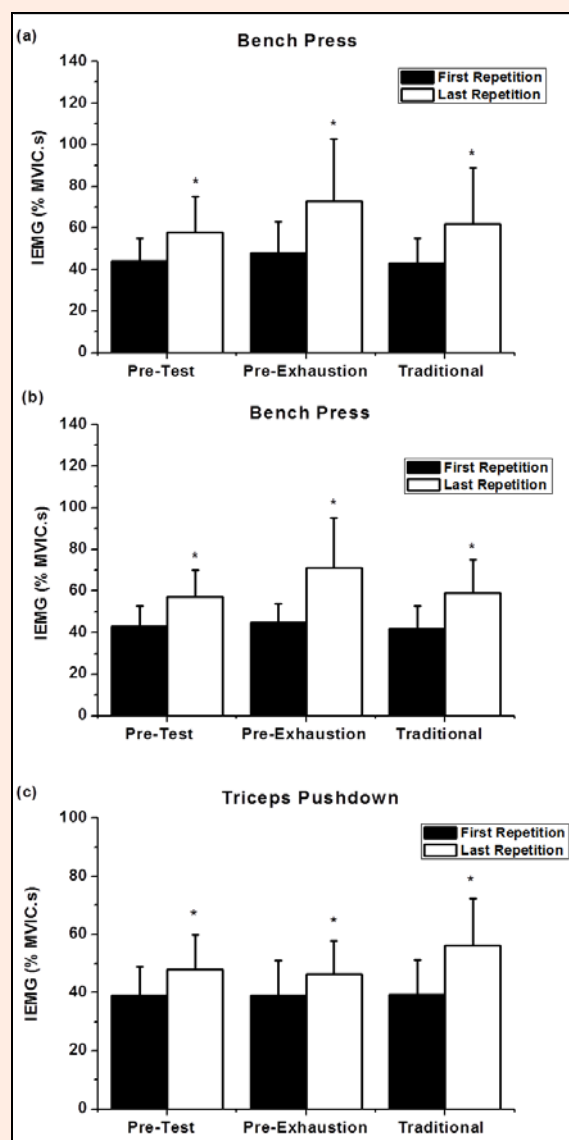 (a)
Bench Press
140
120
100
80
60
40
20
0
IEMG (% MVIC.s)
First Repetition
Last Repetition
*
*
*
Pre-Test
Pre-Exhaustion
Traditional
(b)
Bench Press
140
120
100
80
60
40
20
0
IEMG (% MVIC.s)
First Repetition
Last Repetition
*
*
*
Pre-Test
Pre-Exhaustion
Traditional
(c)
Triceps Pushdown
100
80
60
40
20
0
IEMG (% MVIC.s)
First Repetition
Last Repetition
*
*
*
Pre-Test
Pre-Exhaustion
Traditional